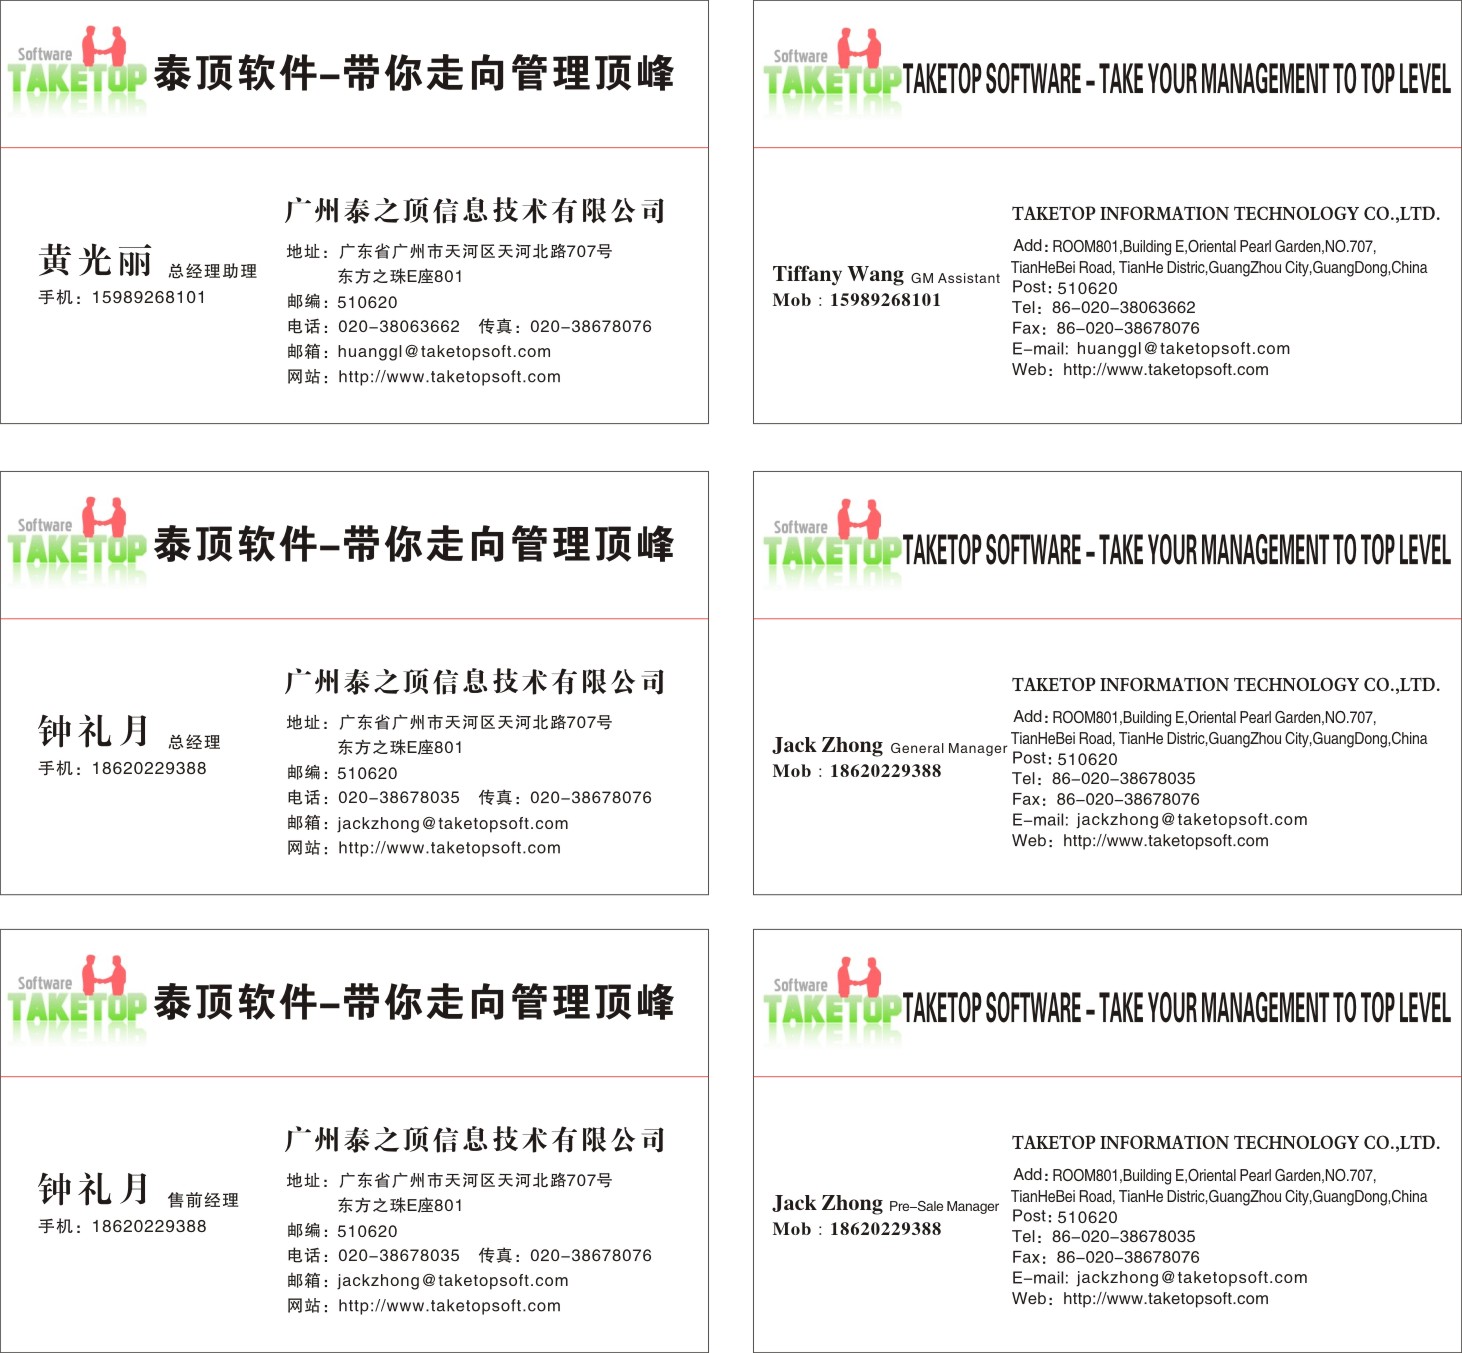 Software
TAKETOP 泰顶软件-带你走向管理顶峰
广州泰之顶信息技术有限公司
黄光丽 总经理助理
手机：15989268101
地址：广东省广州市天河区天河北路707号
东方之珠E座801
邮编：510620
电话：020-38063662 传真：020-38678076
邮箱：huanggl@taketopsoft.com
网站：http://www.taketopsoft.com
Software
TAKETOP TAKETOP SOFTWARE - TAKE YOUR MANAGEMENT TO TOP LEVEL
TAKETOP INFORMATION TECHNOLOGY CO.,LTD.
Tiffany Wang GM Assistant
Mob：15989268101
Add：ROOM801,Building E,Oriental Pearl Garden,NO.707,
TianHeBei Road, TianHe Distric,GuangZhou City,GuangDong,China
Post：510620
Tel：86-020-38063662
Fax：86-020-38678076
E-mail: huanggl@taketopsoft.com
Web：http://www.taketopsoft.com
Software
TAKETOP 泰顶软件-带你走向管理顶峰
广州泰之顶信息技术有限公司
钟礼月 总经理
手机：18620229388
地址：广东省广州市天河区天河北路707号
东方之珠E座801
邮编：510620
电话：020-38678035 传真：020-38678076
邮箱：jackzhong@taketopsoft.com
网站：http://www.taketopsoft.com
Software
TAKETOP TAKETOP SOFTWARE - TAKE YOUR MANAGEMENT TO TOP LEVEL
TAKETOP INFORMATION TECHNOLOGY CO.,LTD.
Jack Zhong General Manager
Mob：18620229388
Add：ROOM801,Building E,Oriental Pearl Garden,NO.707,
TianHeBei Road, TianHe Distric,GuangZhou City,GuangDong,China
Post：510620
Tel：86-020-38678035
Fax：86-020-38678076
E-mail: jackzhong@taketopsoft.com
Web：http://www.taketopsoft.com
Software
TAKETOP 泰顶软件-带你走向管理顶峰
广州泰之顶信息技术有限公司
钟礼月 售前经理
手机：18620229388
地址：广东省广州市天河区天河北路707号
东方之珠E座801
邮编：510620
电话：020-38678035 传真：020-38678076
邮箱：jackzhong@taketopsoft.com
网站：http://www.taketopsoft.com
Software
TAKETOP TAKETOP SOFTWARE - TAKE YOUR MANAGEMENT TO TOP LEVEL
TAKETOP INFORMATION TECHNOLOGY CO.,LTD.
Jack Zhong Pre-Sale Manager
Mob：18620229388
Add：ROOM801,Building E,Oriental Pearl Garden,NO.707,
TianHeBei Road, TianHe Distric,GuangZhou City,GuangDong,China
Post：510620
Tel：86-020-38678035
Fax：86-020-38678076
E-mail: jackzhong@taketopsoft.com
Web：http://www.taketopsoft.com